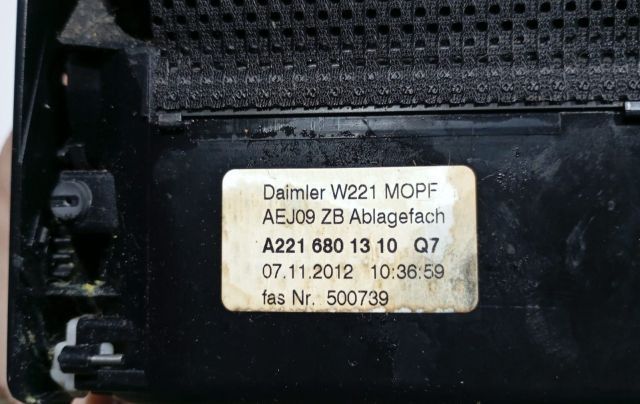 Daimler W221 MOPF
AEJ09 ZB Ablagefach
A221 680 13 10 Q7
07.11.2012 10:36:59
fas Nr. 500739